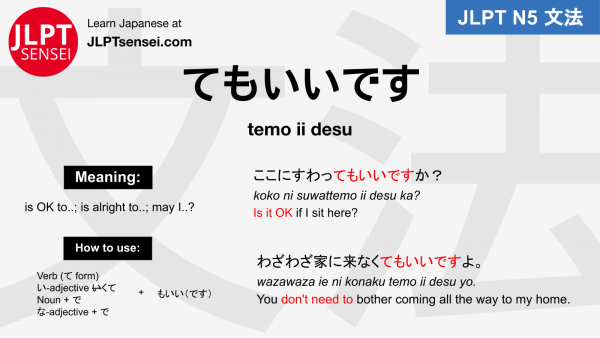 JLPT
SENSEI
Learn Japanese at
JLPTsensei.com
JLPT N5 文法
てもいいです
temo ii desu
Meaning:
is OK to..; is alright to..; may I..?
How to use:
Verb (て form)
い-adjective いくて
Noun + で
な-adjective + で
+ もいい(です)
ここにすわってもいいですか?
koko ni suwattemo ii desu ka?
Is it OK if I sit here?
わざわざ家に来なくてもいいですよ。
wazawaza ie ni konaku temo ii desu yo.
You don't need to bother coming all the way to my home.
文法